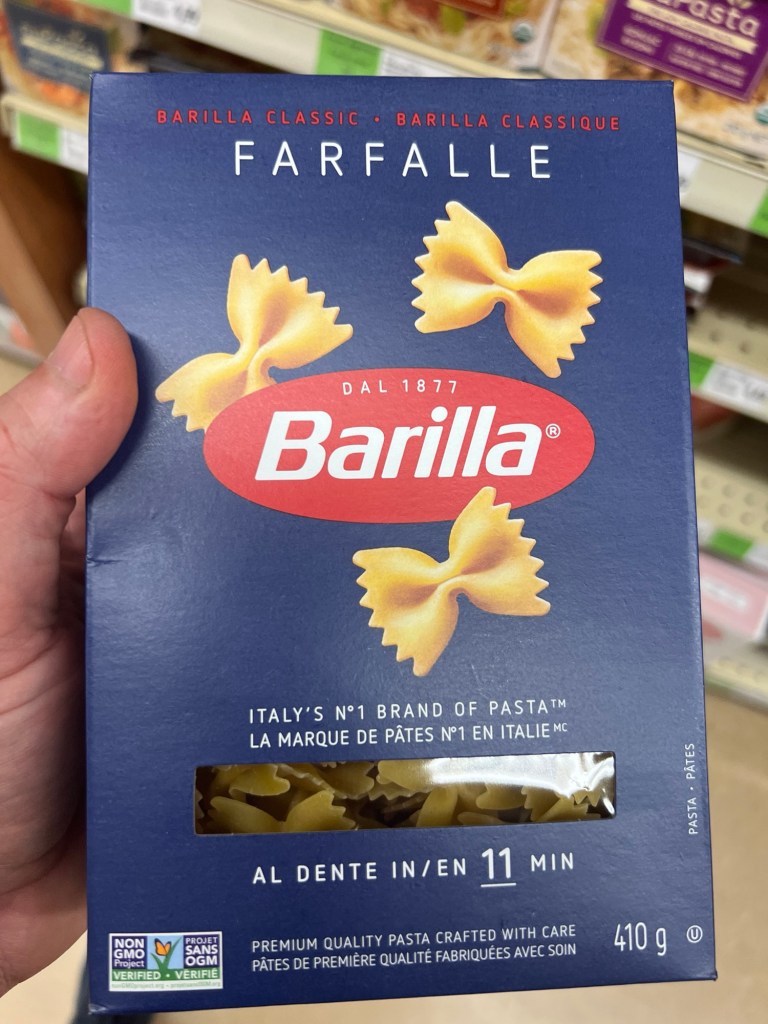 BARILLA CLASSIC • BARILLA CLASSIQUE
FARFALLE
DAL 1877
Barilla®
ITALY'S Nº1 BRAND OF PASTA™
LA MARQUE DE PÂTES Nº1 EN ITALIE MC
PASTA • PÂTES
AL DENTE IN/EN 11 MIN
NON GMO Project
PROJET SANS OGM
VERIFIED • VÉRIFIÉ
PREMIUM QUALITY PASTA CRAFTED WITH CARE
PÂTES DE PREMIÈRE QUALITÉ FABRIQUÉES AVEC SOIN
410 g
U